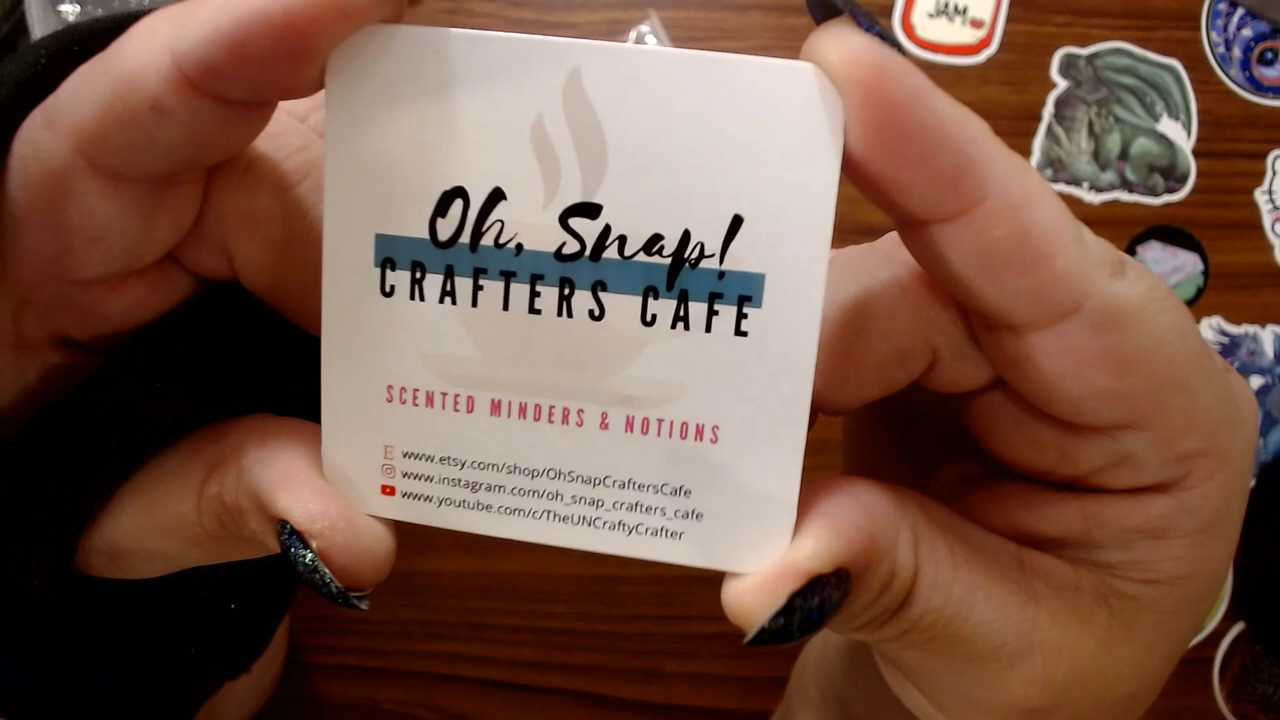 JAM
Oh, Snap!
CRAFTERS CAFE
SCENTED MINDERS & NOTIONS
www.etsy.com/shop/OhSnapCraftersCafe
www.instagram.com/oh_snap_crafters_cafe
www.youtube.com/c/TheUNCraftyCrafter